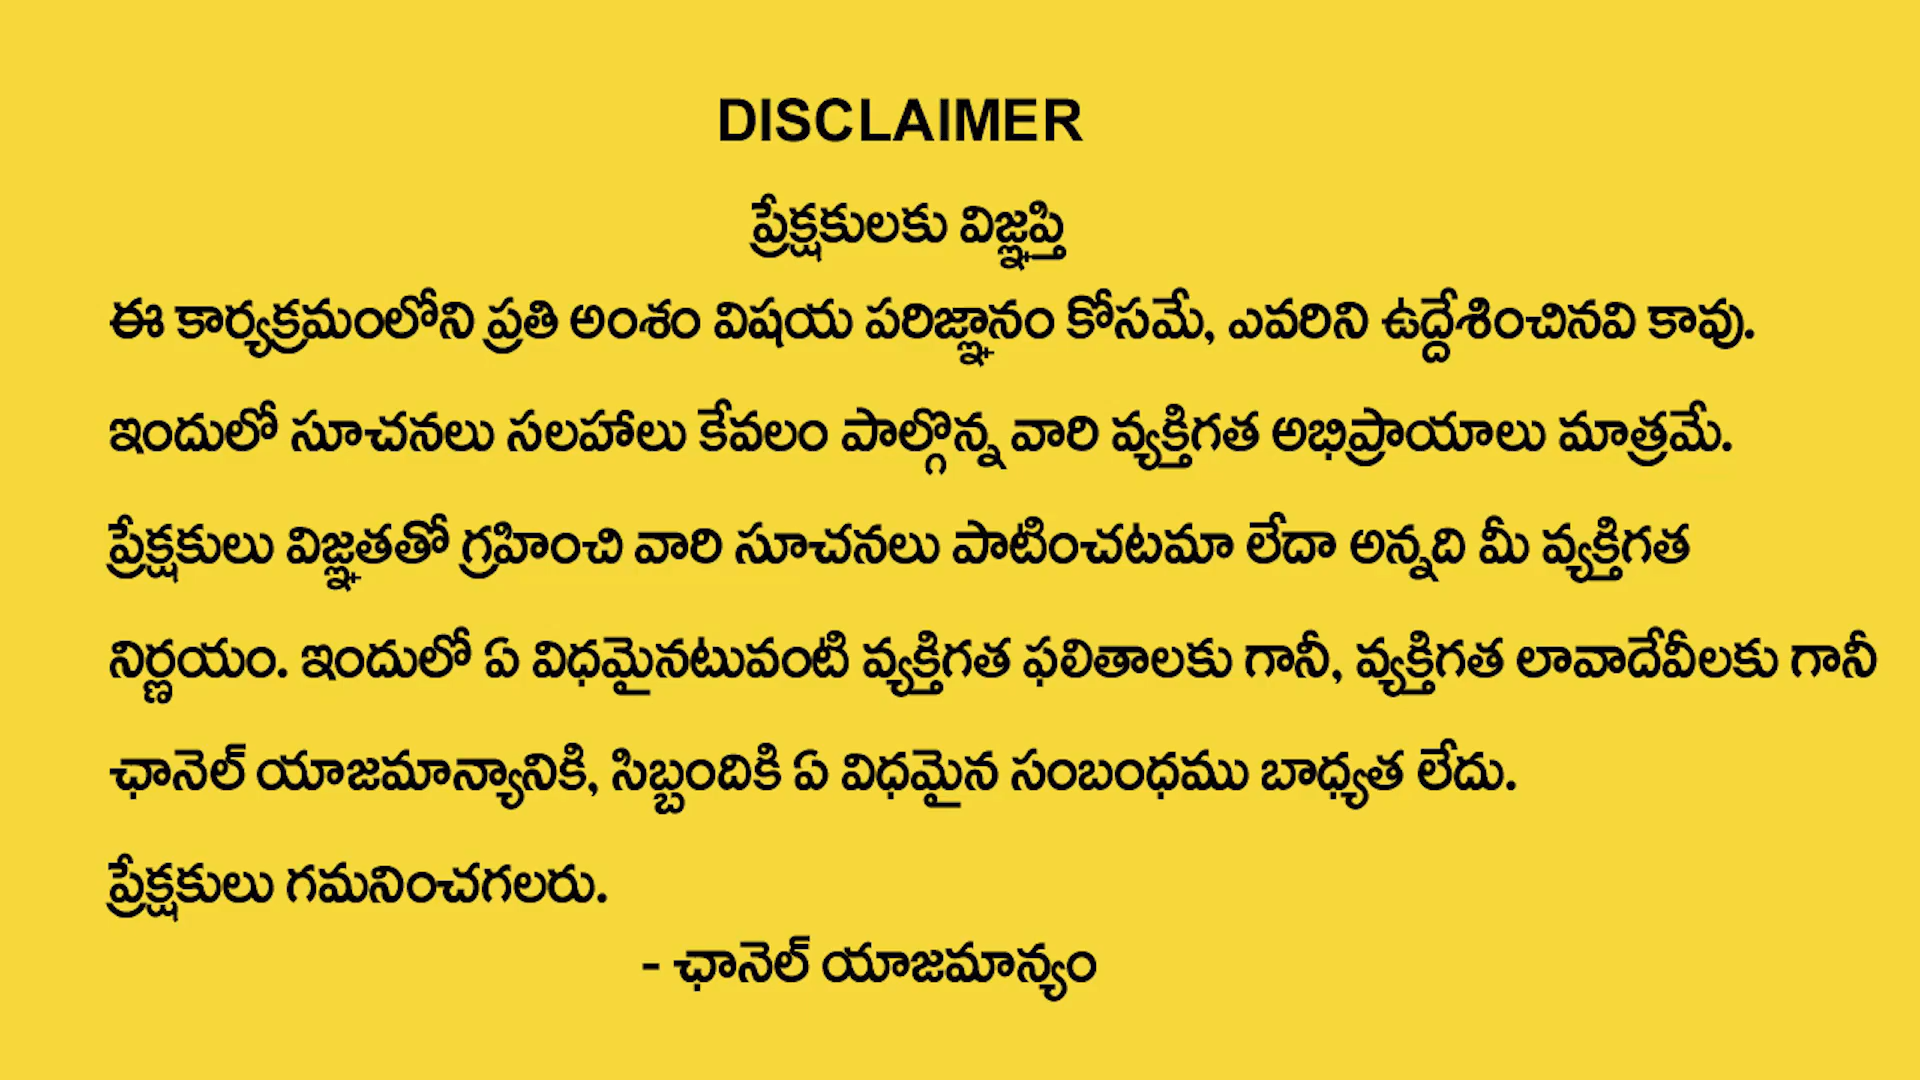 DISCLAIMER
ప్రేక్షకులకు విజ్ఞప్తి
ఈ కార్యక్రమంలోని ప్రతి అంశం విషయ పరిజ్ఞానం కోసమే, ఎవరిని ఉద్దేశించినవి కావు.
ఇందులో సూచనలు సలహాలు కేవలం పాల్గొన్న వారి వ్యక్తిగత అభిప్రాయాలు మాత్రమే.
ప్రేక్షకులు విజ్ఞతతో గ్రహించి వారి సూచనలు పాటించటమా లేదా అన్నది మీ వ్యక్తిగత
నిర్ణయం. ఇందులో ఏ విధమైనటువంటి వ్యక్తిగత ఫలితాలకు గానీ, వ్యక్తిగత లావాదేవీలకు గానీ
ఛానెల్ యాజమాన్యానికి, సిబ్బందికి ఏ విధమైన సంబంధము బాధ్యత లేదు.
ప్రేక్షకులు గమనించగలరు.
- ఛానెల్ యాజమాన్యం